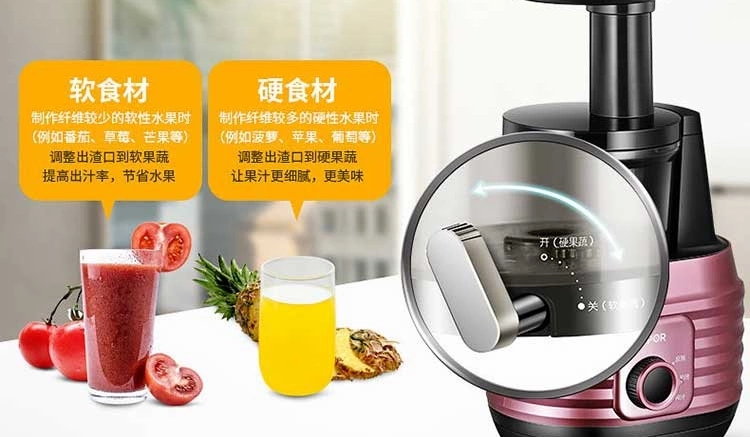 软食材
制作纤维较少的软性水果时
(例如番茄、草莓、芒果等)
调整出渣口到软果蔬
提高出汁率，节省水果
硬食材
制作纤维较多的硬性水果时
(例如菠萝、苹果、葡萄等)
调整出渣口到硬果蔬
让果汁更细腻，更美味
开(硬果蔬)
关(软